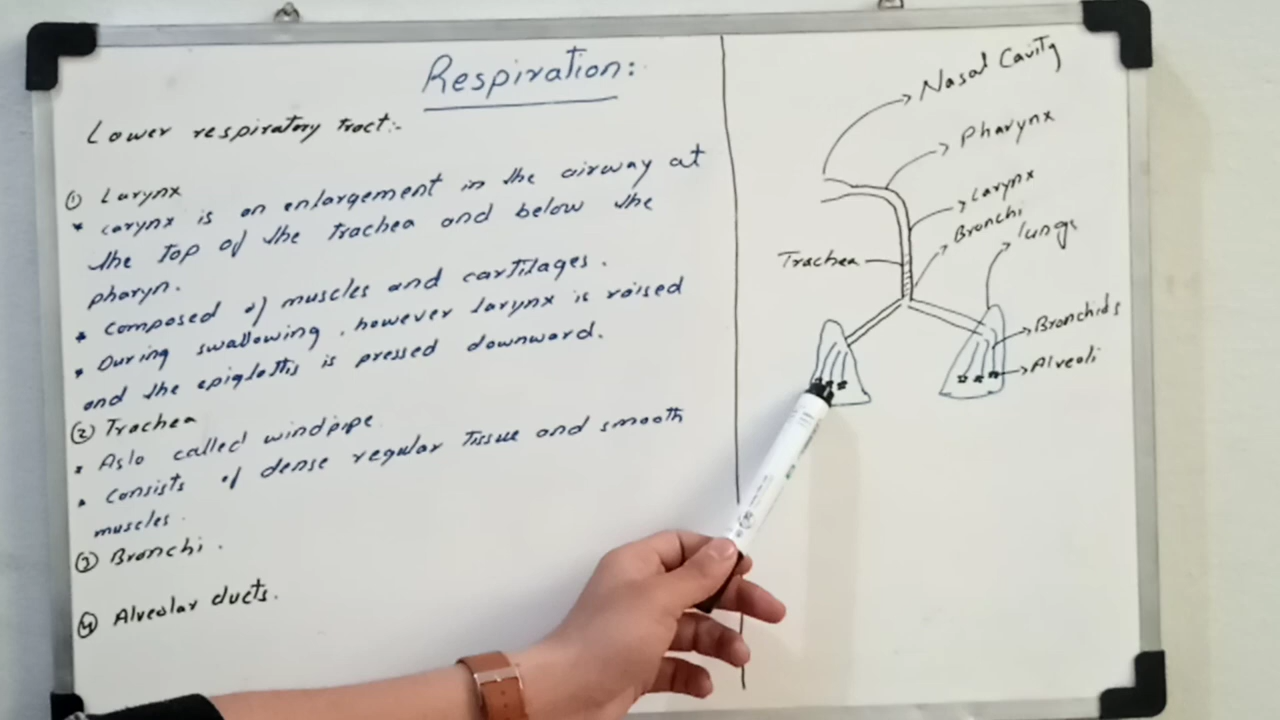 Respiration:
Lower respiratory tract:-
① Larynx
* Larynx is an enlargement in the airway at
the top of the trachea and below the
pharyn.
* Composed of muscles and cartilages.
* During swallowing, however larynx is raised
and the epiglottis is pressed downward.
② Trachea
* Aslo called windpipe
* Consists of dense regular tissue and smooth
muscles.
③ Bronchi.
④ Alveolar ducts.
Nasal Cavity
Pharynx
Larynx
Bronchi
lungs
Trachea
Bronchids
Alveoli